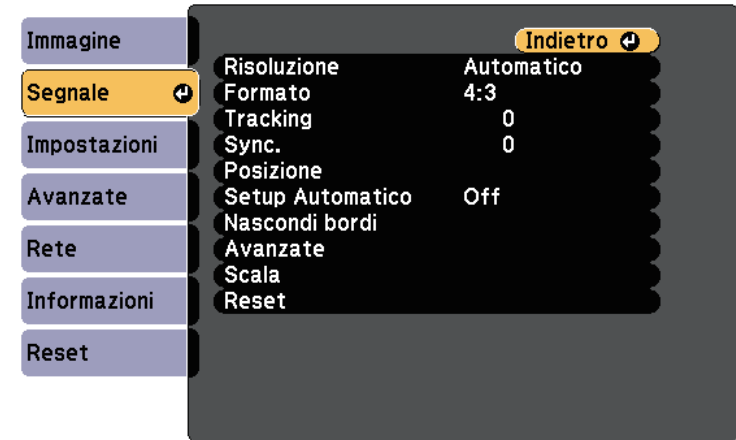 Immagine
Segnale
Impostazioni
Avanzate
Rete
Informazioni
Reset
Indietro
Risoluzione Automatico
Formato 4:3
Tracking 0
Sync. 0
Posizione
Setup Automatico Off
Nascondi bordi
Avanzate
Scala
Reset